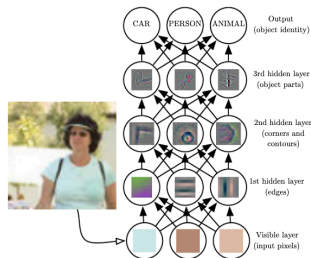 CAR PERSON ANIMAL
Output
(object identity)
3rd hidden layer
(object parts)
2nd hidden layer
(corners and
contours)
1st hidden layer
(edges)
Visible layer
(input pixels)